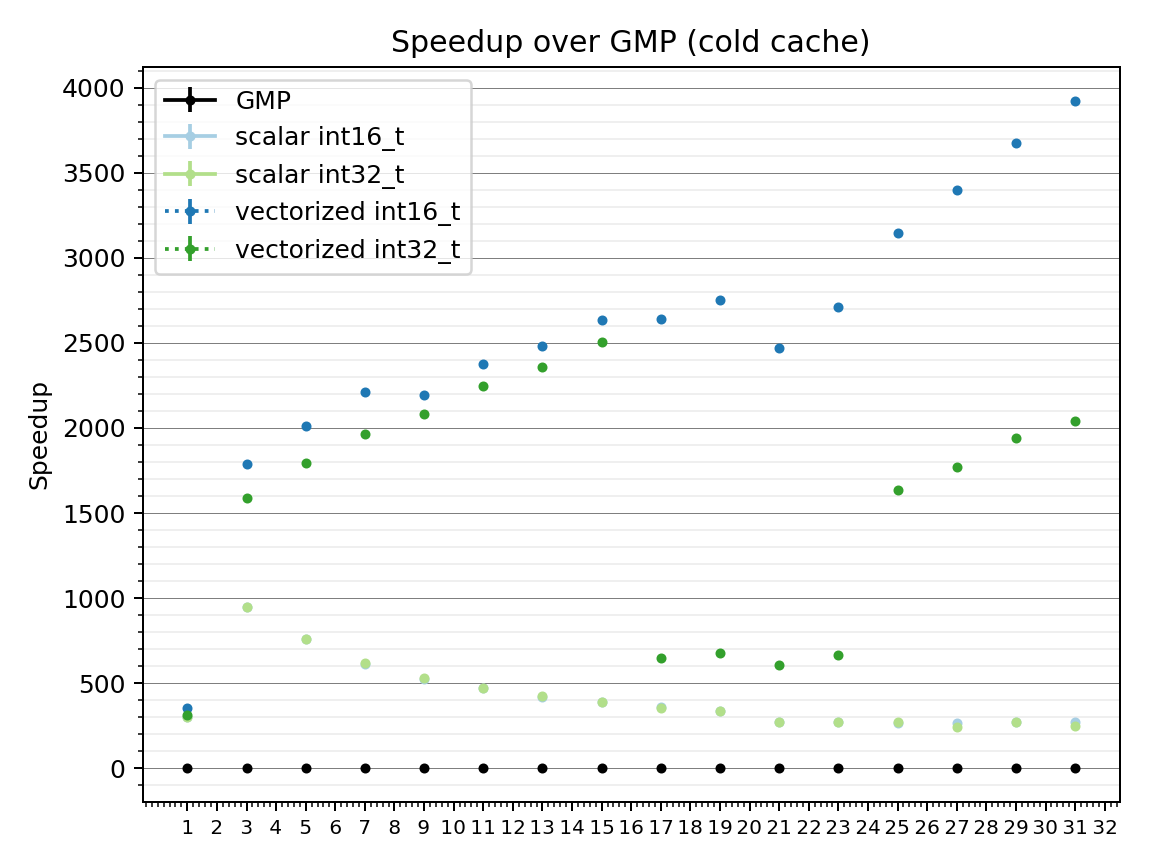 Speedup over GMP (cold cache)
4000
3500
3000
2500
2000
1500
1000
500
0
Speedup
GMP
scalar int16_t
scalar int32_t
vectorized int16_t
vectorized int32_t
1 2 3 4 5 6 7 8 9 10 11 12 13 14 15 16 17 18 19 20 21 22 23 24 25 26 27 28 29 30 31 32